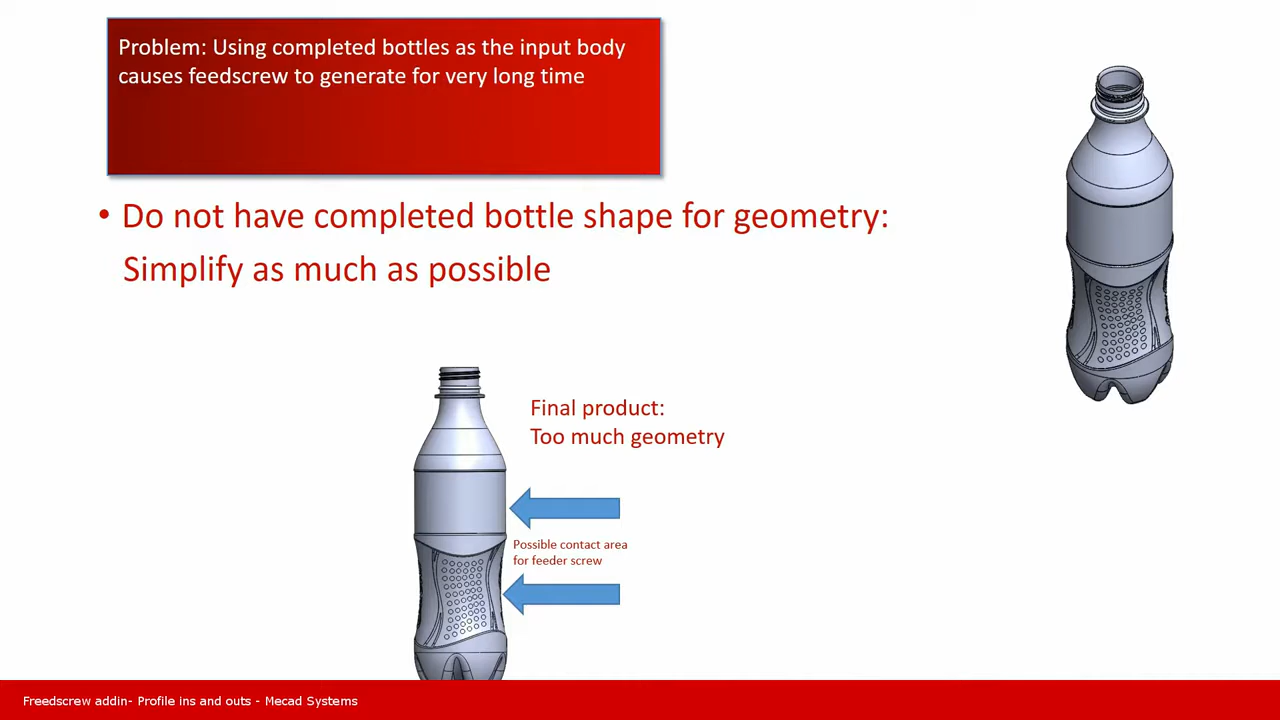 Problem: Using completed bottles as the input body
causes feedscrew to generate for very long time
• Do not have completed bottle shape for geometry:
Simplify as much as possible
Final product:
Too much geometry
Possible contact area
for feeder screw
Freedscrew addin- Profile ins and outs - Mecad Systems